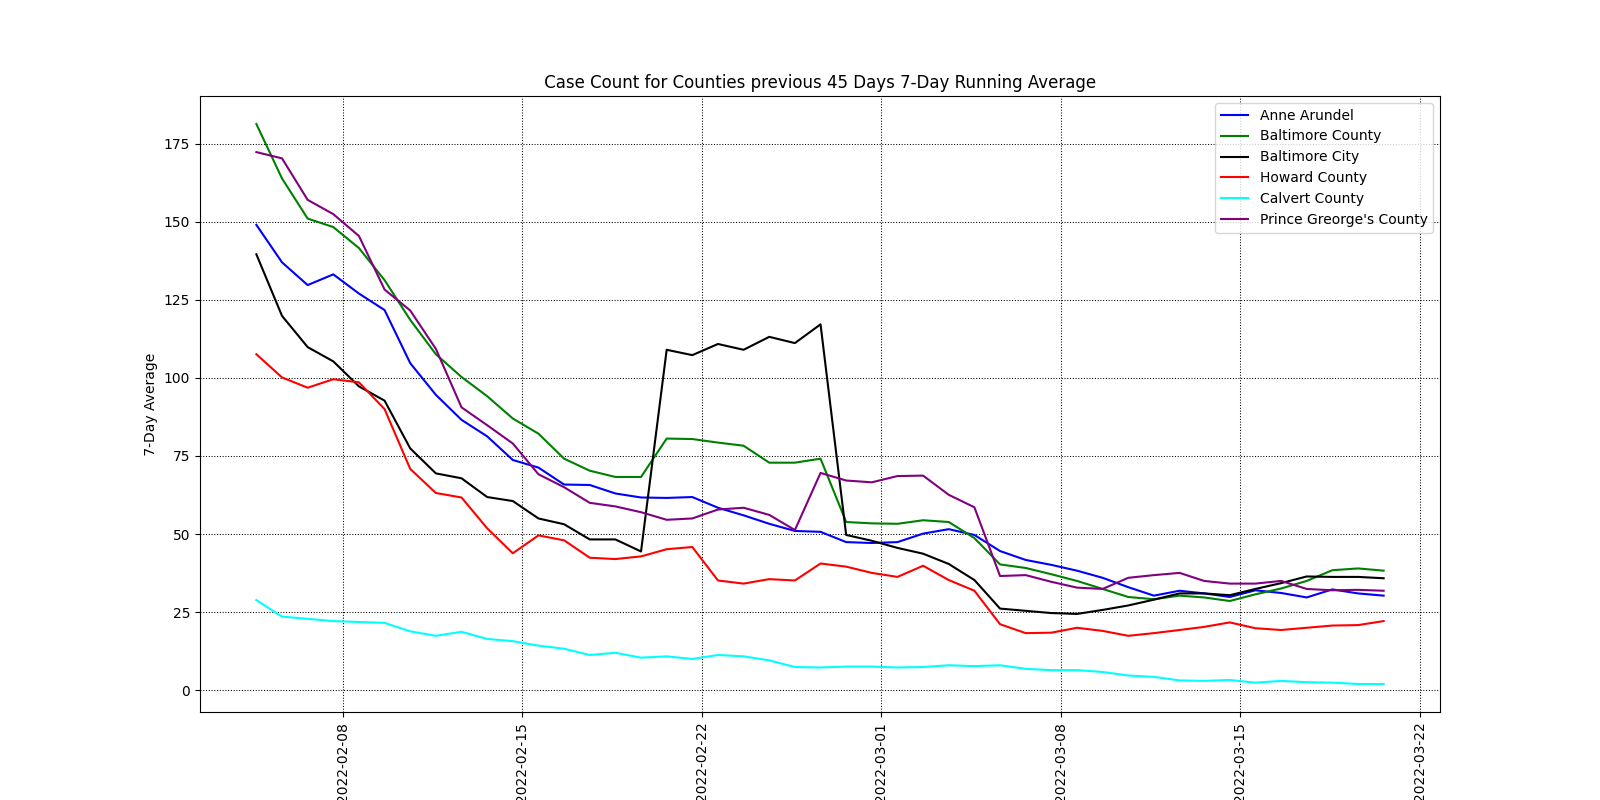 Case Count for Counties previous 45 Days 7-Day Running Average
Anne Arundel
Baltimore County
Baltimore City
Howard County
Calvert County
Prince Greorge's County
7-Day Average
175
150
125
100
75
50
25
0
2022-02-08
2022-02-15
2022-02-22
2022-03-01
2022-03-08
2022-03-15
2022-03-22